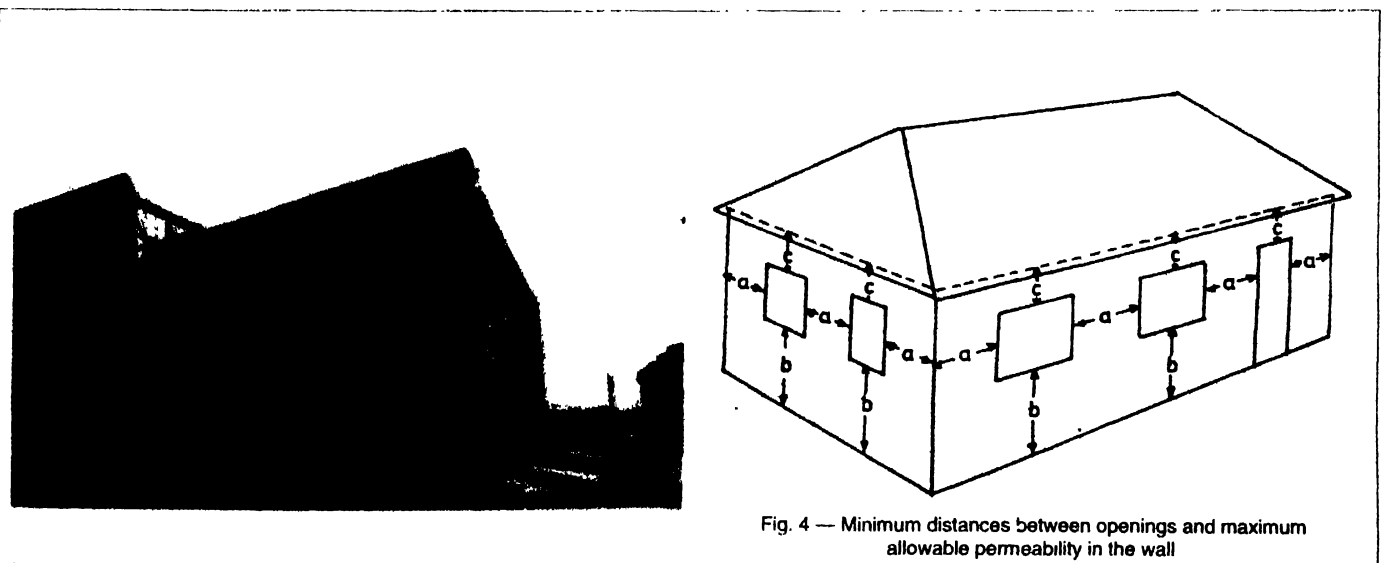 c
c
c
c
c
a
a
a
a
a
a
a
b
b
b
b
Fig. 4 — Minimum distances between openings and maximum
allowable permeability in the wall